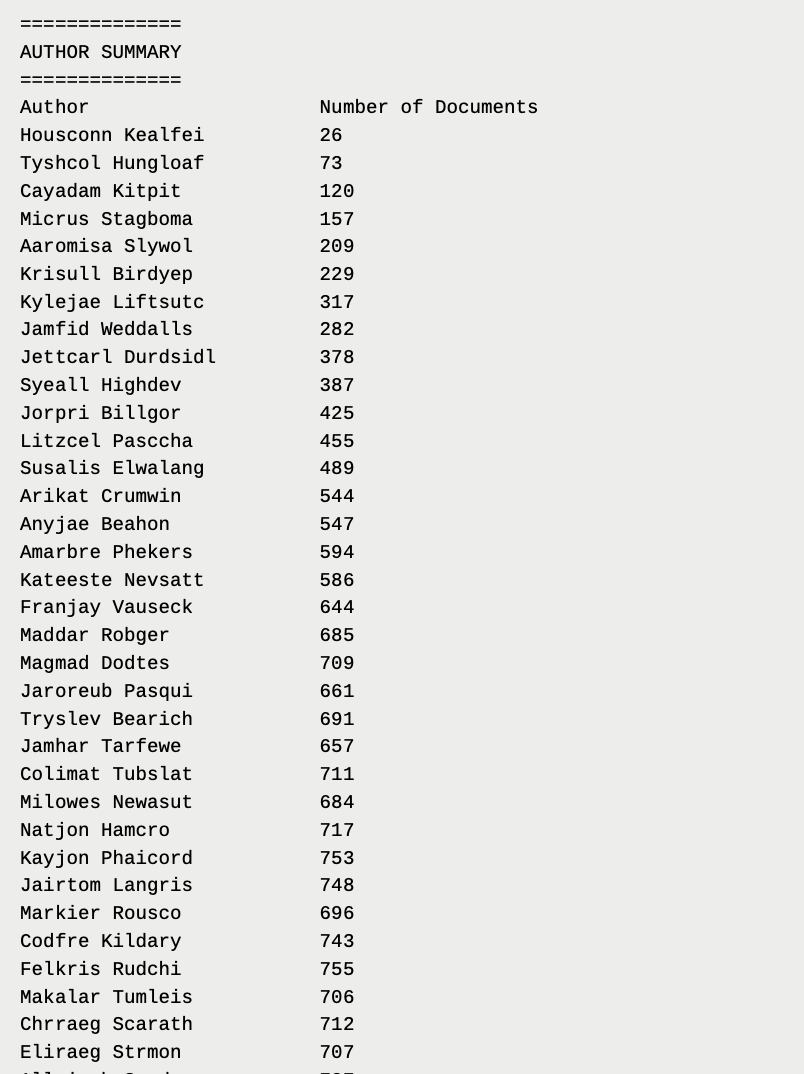 ==============
AUTHOR SUMMARY
==============
Author                    Number of Documents
Housconn Kealfei          26
Tyshcol Hungloaf          73
Cayadam Kitpit            120
Micrus Stagboma           157
Aaromisa Slywol           209
Krisull Birdyep           229
Kylejae Liftsutc          317
Jamfid Weddalls           282
Jettcarl Durdsidl         378
Syeall Highdev            387
Jorpri Billgor            425
Litzcel Pasccha           455
Susalis Elwalang          489
Arikat Crumwin            544
Anyjae Beahon             547
Amarbre Phekers           594
Kateeste Nevsatt          586
Franjay Vauseck           644
Maddar Robger             685
Magmad Dodtes             709
Jaroreub Pasqui           661
Tryslev Bearich           691
Jamhar Tarfewe            657
Colimat Tubslat           711
Milowes Newasut           684
Natjon Hamcro             717
Kayjon Phaicord           753
Jairtom Langris           748
Markier Rousco            696
Codfre Kildary            743
Felkris Rudchi            755
Makalar Tumleis           706
Chrraeg Scarath           712
Eliraeg Strmon            707